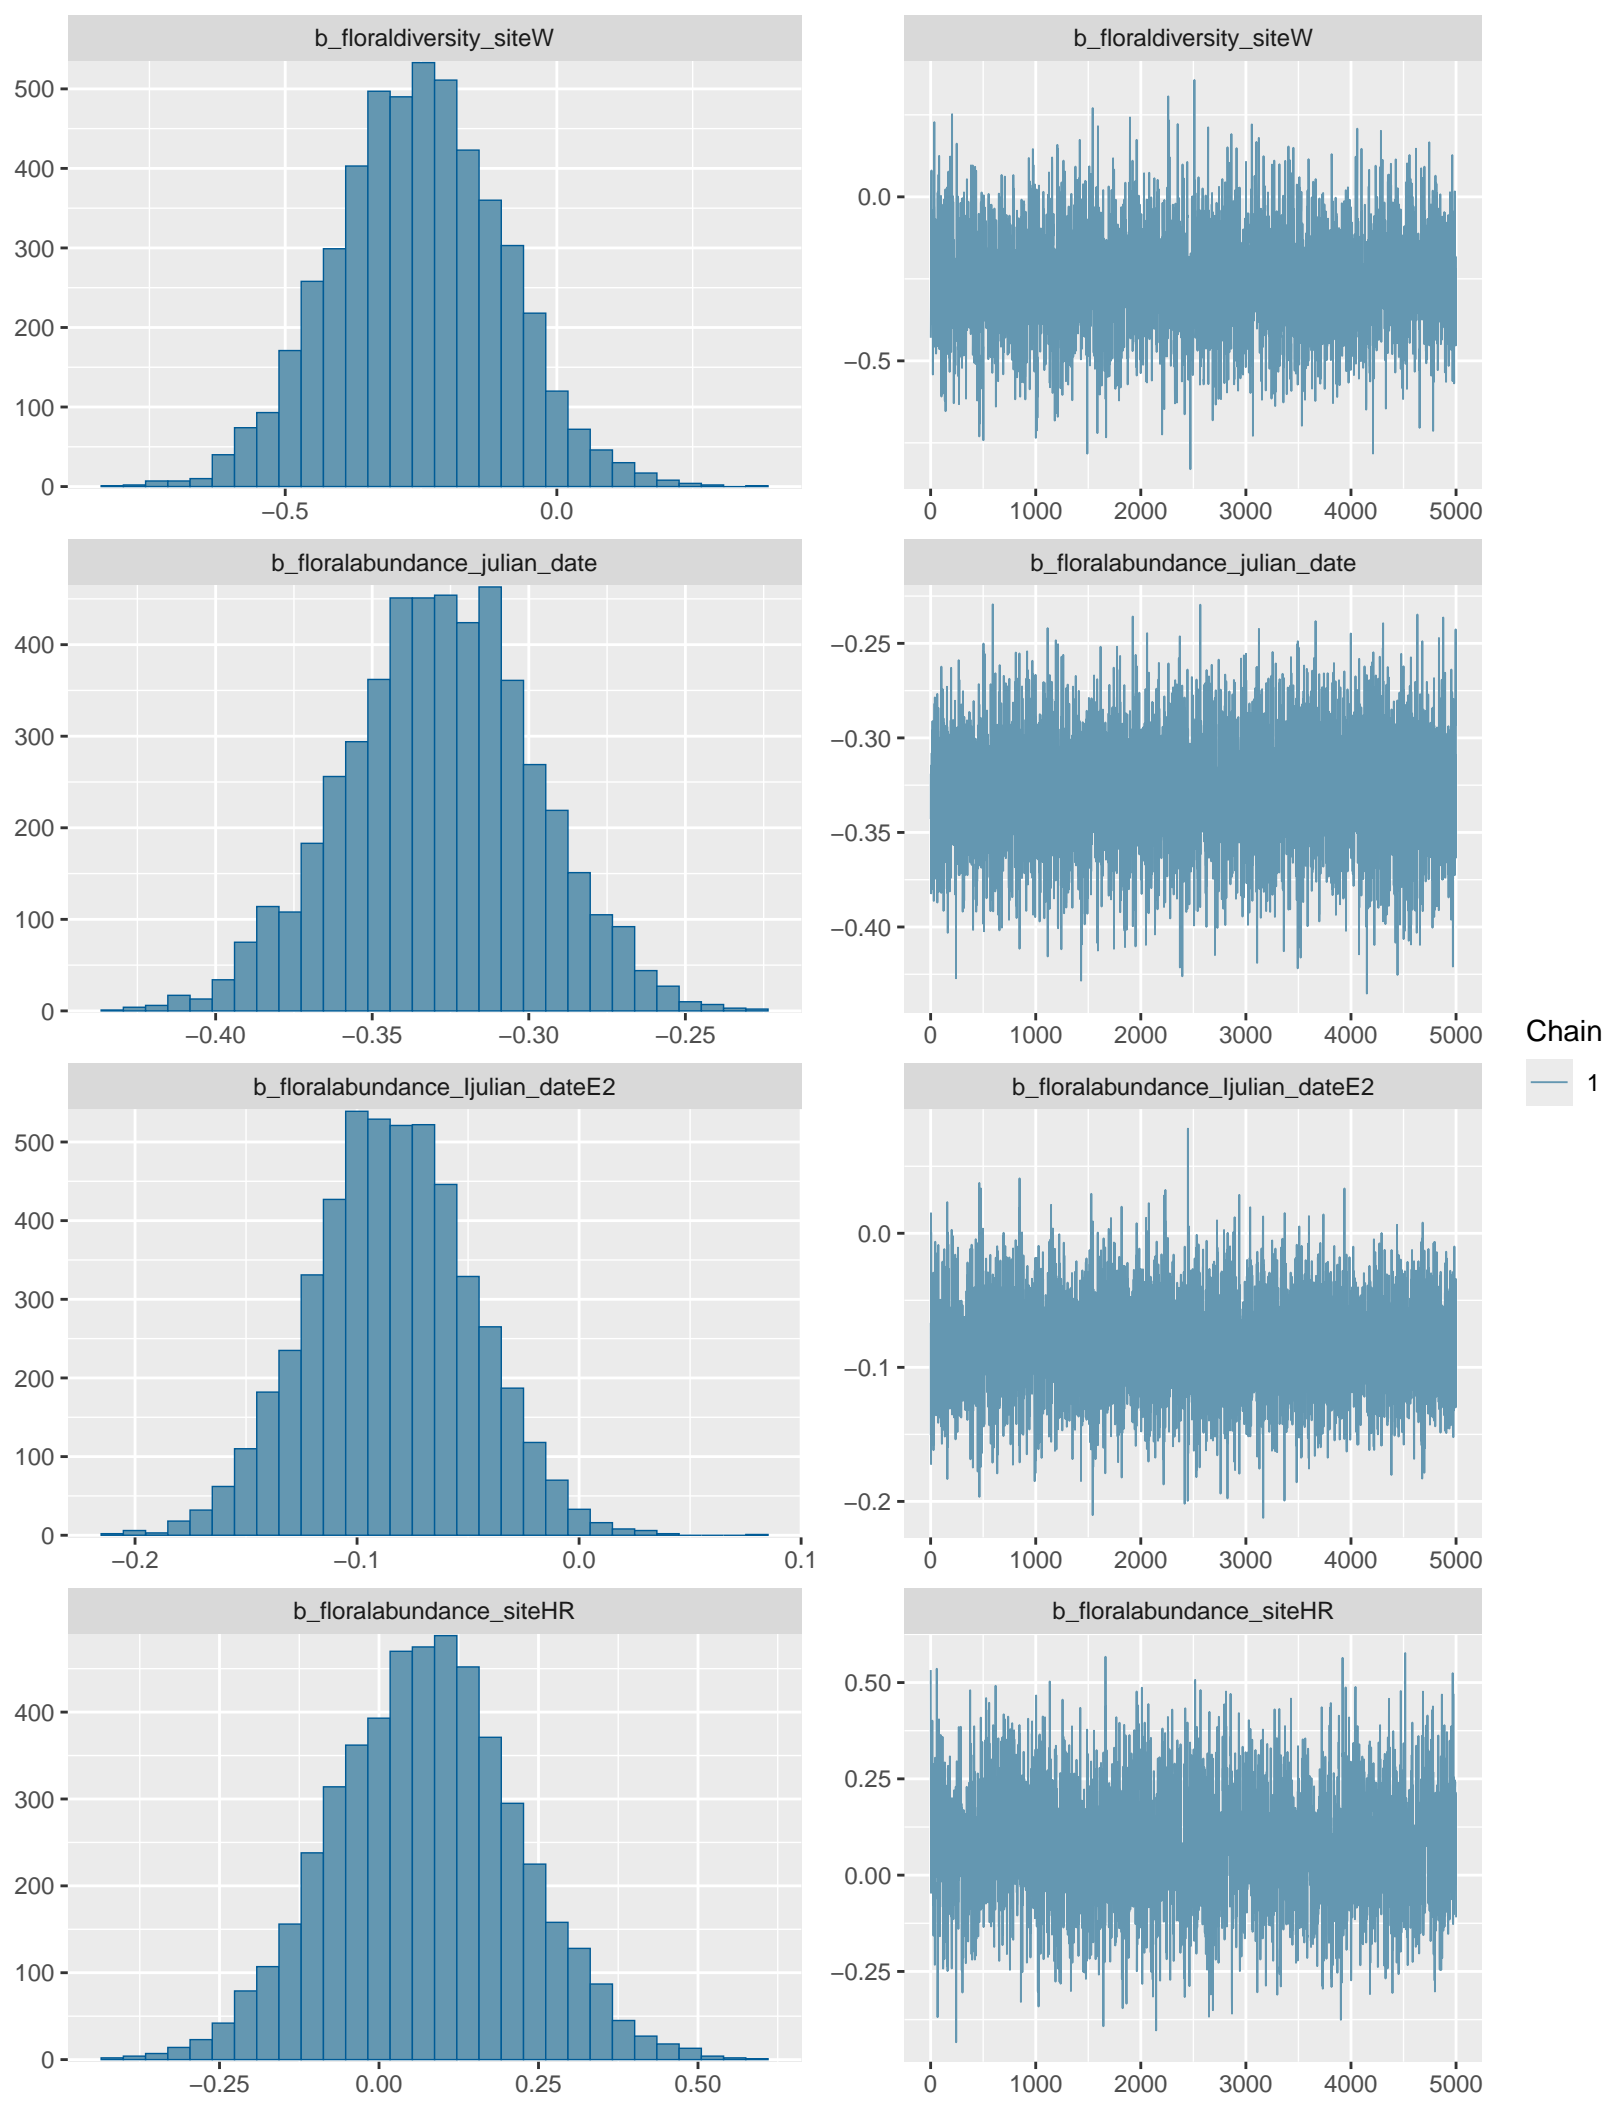 b_floraldiversity_siteW
500
400
300
200
100
0
−0.5 0.0
b_floraldiversity_siteW
0.0
−0.5
0 1000 2000 3000 4000 5000
b_floralabundance_julian_date
400
300
200
100
0
−0.40 −0.35 −0.30 −0.25
b_floralabundance_julian_date
−0.25
−0.30
−0.35
−0.40
0 1000 2000 3000 4000 5000
b_floralabundance_Ijulian_dateE2
500
400
300
200
100
0
−0.2 −0.1 0.0 0.1
b_floralabundance_Ijulian_dateE2
0.0
−0.1
−0.2
0 1000 2000 3000 4000 5000
b_floralabundance_siteHR
400
300
200
100
0
−0.25 0.00 0.25 0.50
b_floralabundance_siteHR
0.50
0.25
0.00
−0.25
0 1000 2000 3000 4000 5000
Chain
1